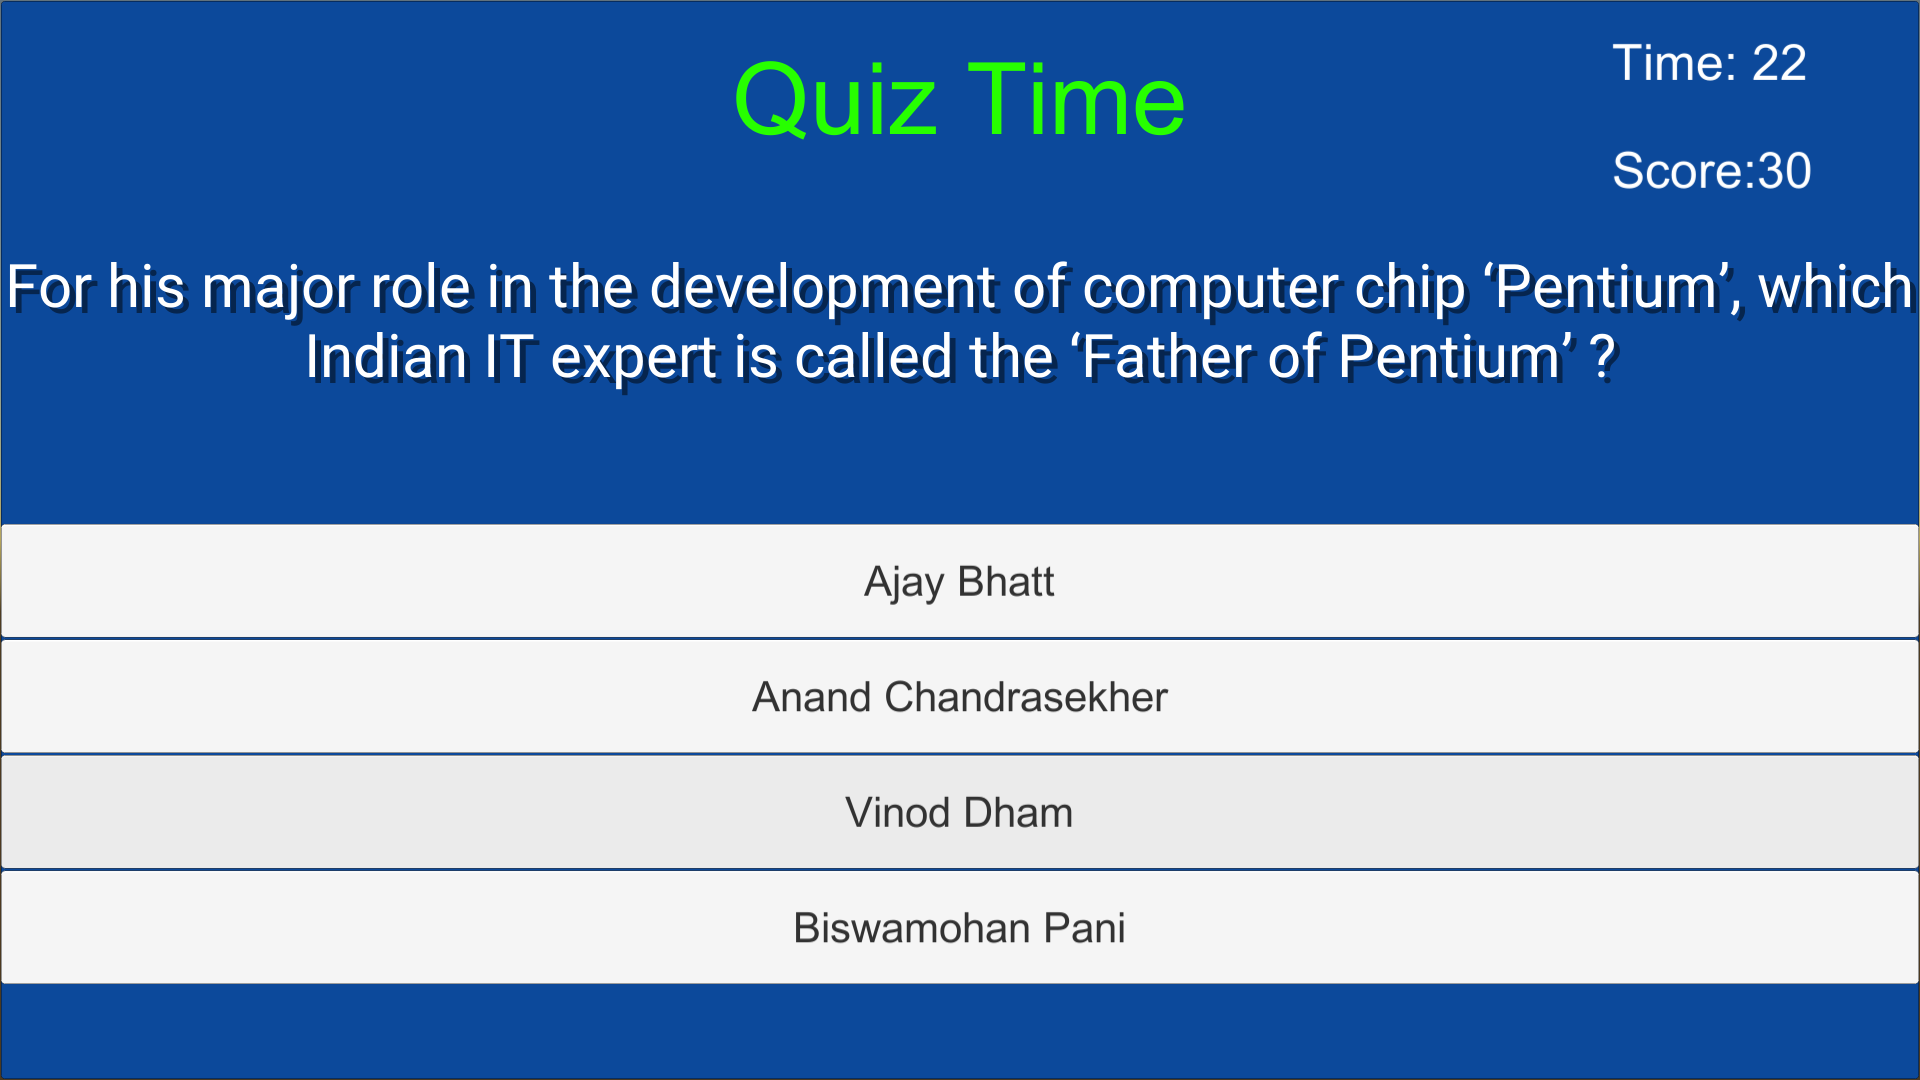 Quiz Time
Time: 22
Score:30
For his major role in the development of computer chip ‘Pentium’, which
Indian IT expert is called the ‘Father of Pentium’ ?
Ajay Bhatt
Anand Chandrasekher
Vinod Dham
Biswamohan Pani